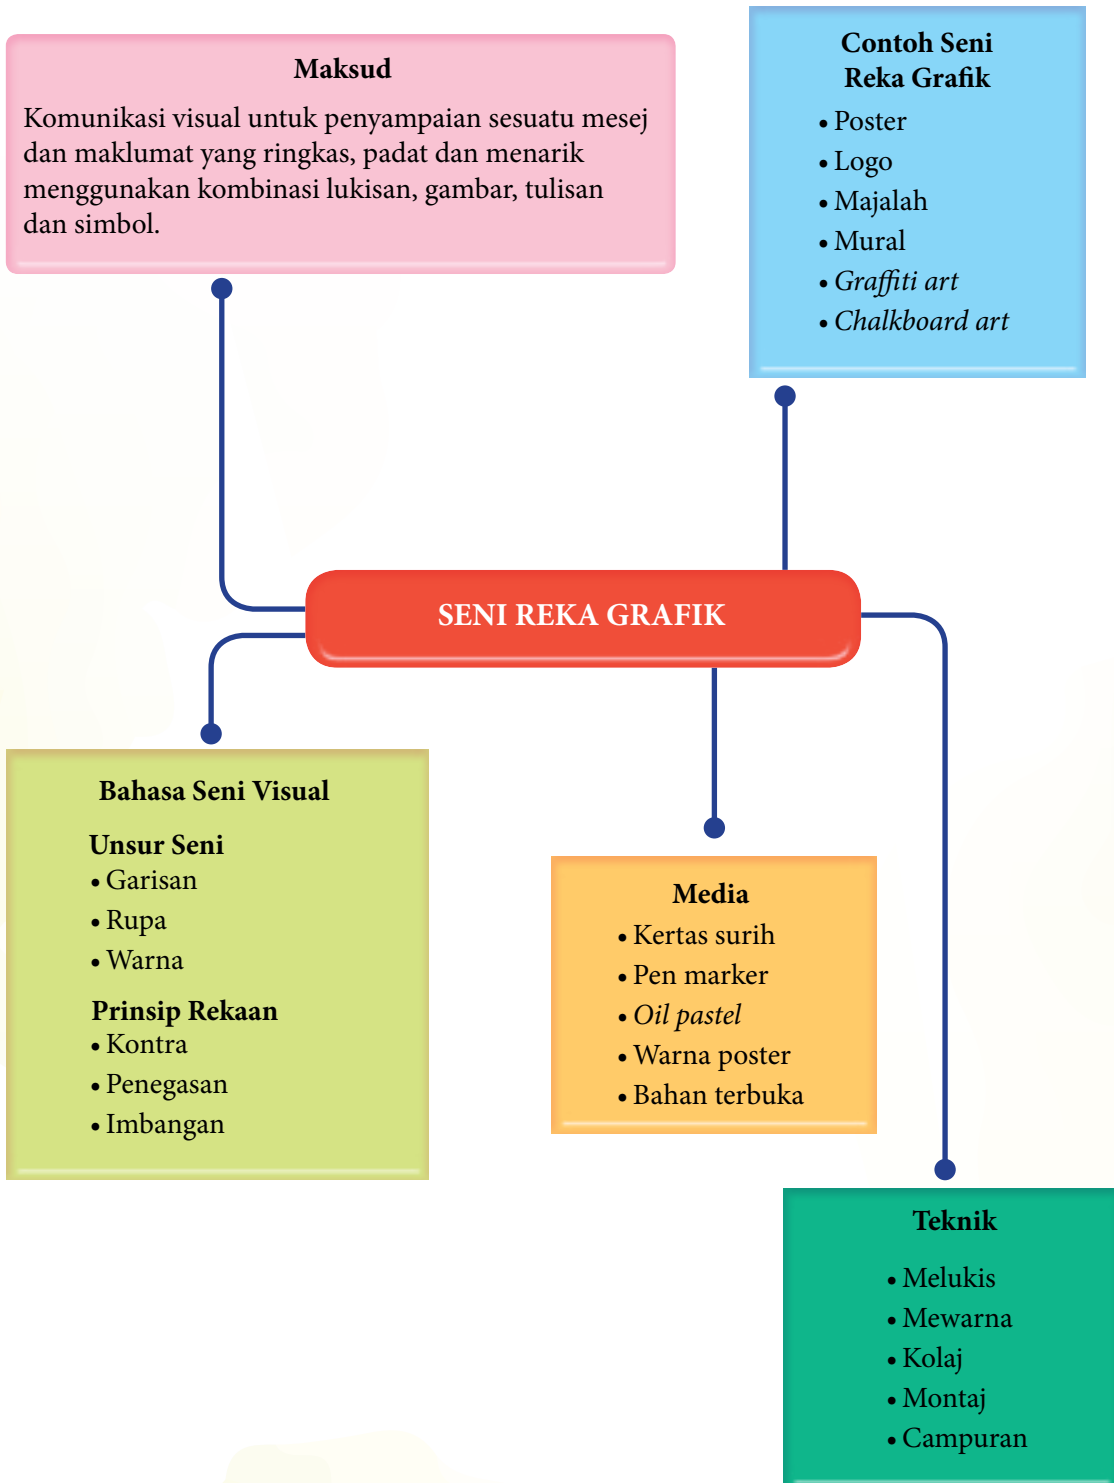 Maksud
Komunikasi visual untuk penyampaian sesuatu mesej
dan maklumat yang ringkas, padat dan menarik
menggunakan kombinasi lukisan, gambar, tulisan
dan simbol.
Contoh Seni
Reka Grafik
• Poster
• Logo
• Majalah
• Mural
• Graffiti art
• Chalkboard art
SENI REKA GRAFIK
Bahasa Seni Visual
Unsur Seni
• Garisan
• Rupa
• Warna
Prinsip Rekaan
• Kontra
• Penegasan
• Imbangan
Media
• Kertas surih
• Pen marker
• Oil pastel
• Warna poster
• Bahan terbuka
Teknik
• Melukis
• Mewarna
• Kolaj
• Montaj
• Campuran